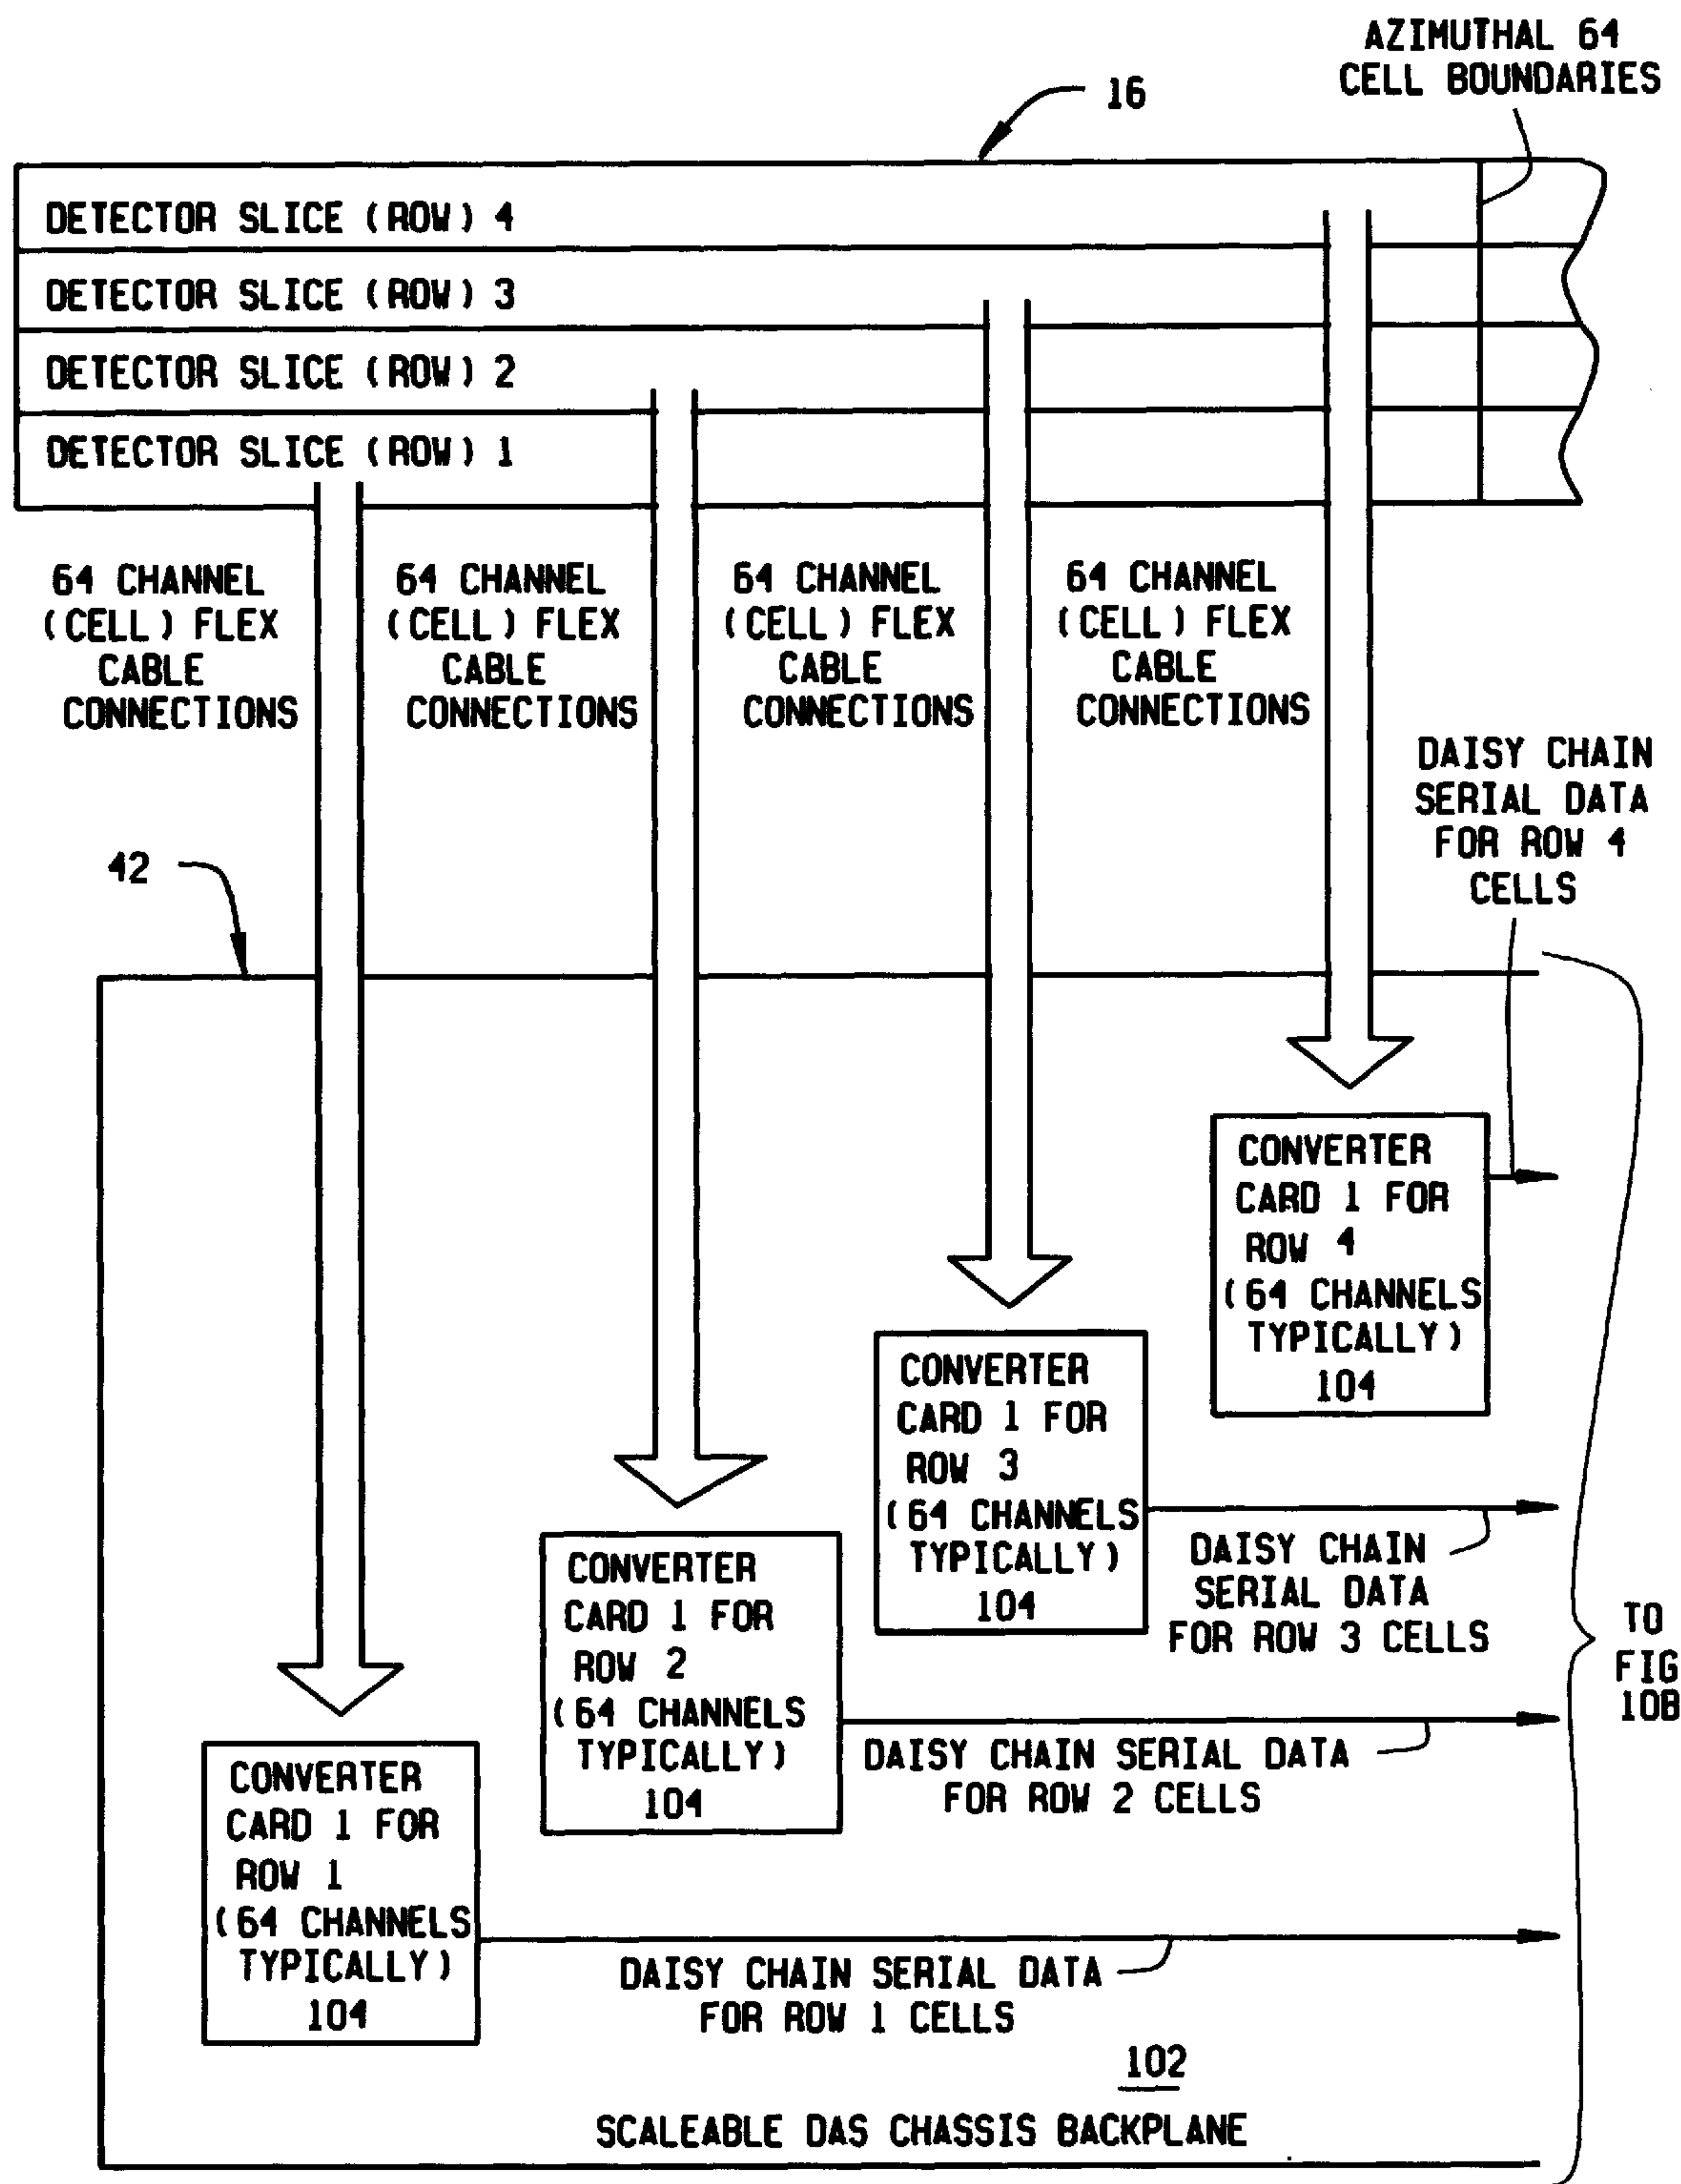 AZIMUTHAL 64
CELL BOUNDARIES
16
DETECTOR SLICE (ROW) 4
DETECTOR SLICE (ROW) 3
DETECTOR SLICE (ROW) 2
DETECTOR SLICE (ROW) 1
64 CHANNEL
(CELL) FLEX
CABLE
CONNECTIONS
64 CHANNEL
(CELL) FLEX
CABLE
CONNECTIONS
64 CHANNEL
(CELL) FLEX
CABLE
CONNECTIONS
64 CHANNEL
(CELL) FLEX
CABLE
CONNECTIONS
DAISY CHAIN
SERIAL DATA
FOR ROW 4
CELLS
42
CONVERTER
CARD 1 FOR
ROW 4
(64 CHANNELS
TYPICALLY)
104
CONVERTER
CARD 1 FOR
ROW 3
(64 CHANNELS
TYPICALLY)
104
DAISY CHAIN
SERIAL DATA
FOR ROW 3 CELLS
CONVERTER
CARD 1 FOR
ROW 2
(64 CHANNELS
TYPICALLY)
104
DAISY CHAIN SERIAL DATA
FOR ROW 2 CELLS
TO
FIG
10B
CONVERTER
CARD 1 FOR
ROW 1
(64 CHANNELS
TYPICALLY)
104
DAISY CHAIN SERIAL DATA
FOR ROW 1 CELLS
102
SCALEABLE DAS CHASSIS BACKPLANE